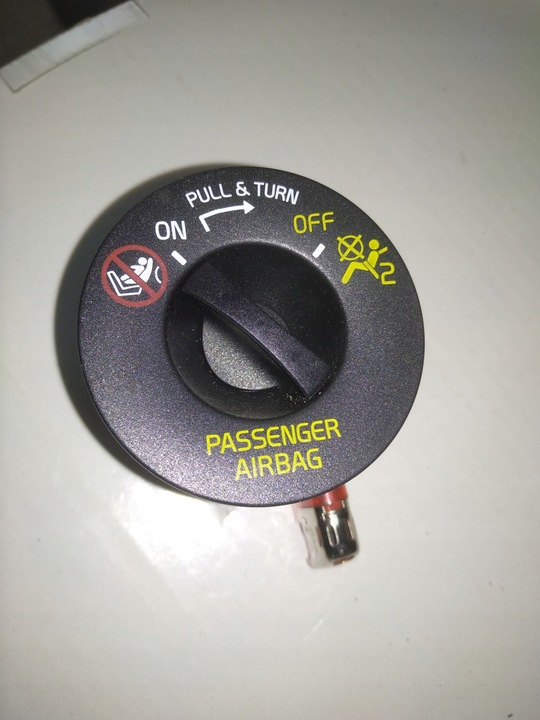 PULL & TURN
ON
OFF
2
PASSENGER
AIRBAG